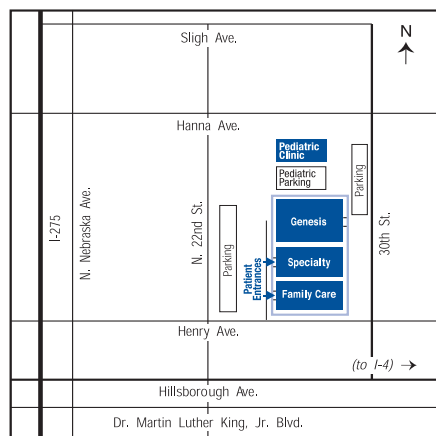 Sligh Ave.
N
Hanna Ave.
Pediatric
Clinic
Pediatric
Parking
Parking
I-275
N. Nebraska Ave.
N. 22nd St.
Parking
Genesis
30th St.
Patient
Entrances
Specialty
Family Care
Henry Ave.
(to I-4)
Hillsborough Ave.
Dr. Martin Luther King, Jr. Blvd.